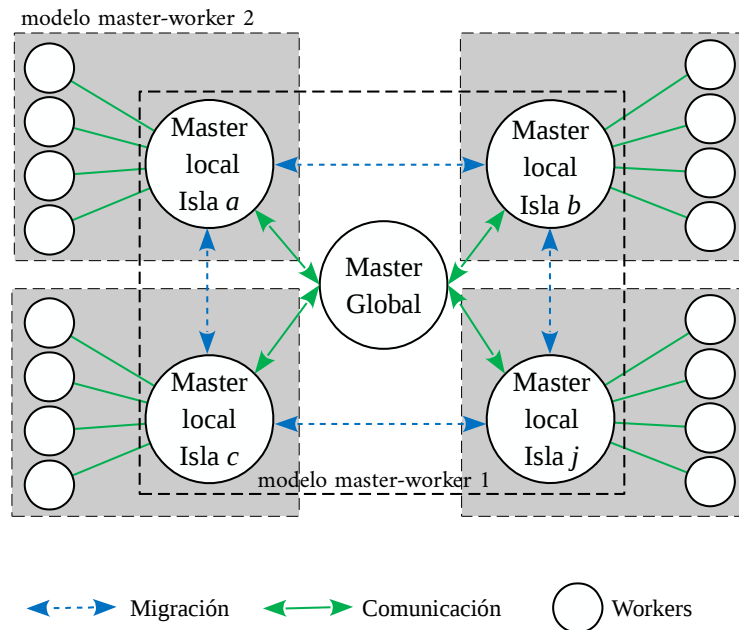 modelo master-worker 2
Master
local
Isla a
Master
local
Isla b
Master
Global
Master
local
Isla c
Master
local
Isla j
modelo master-worker 1
Migración
Comunicación
Workers